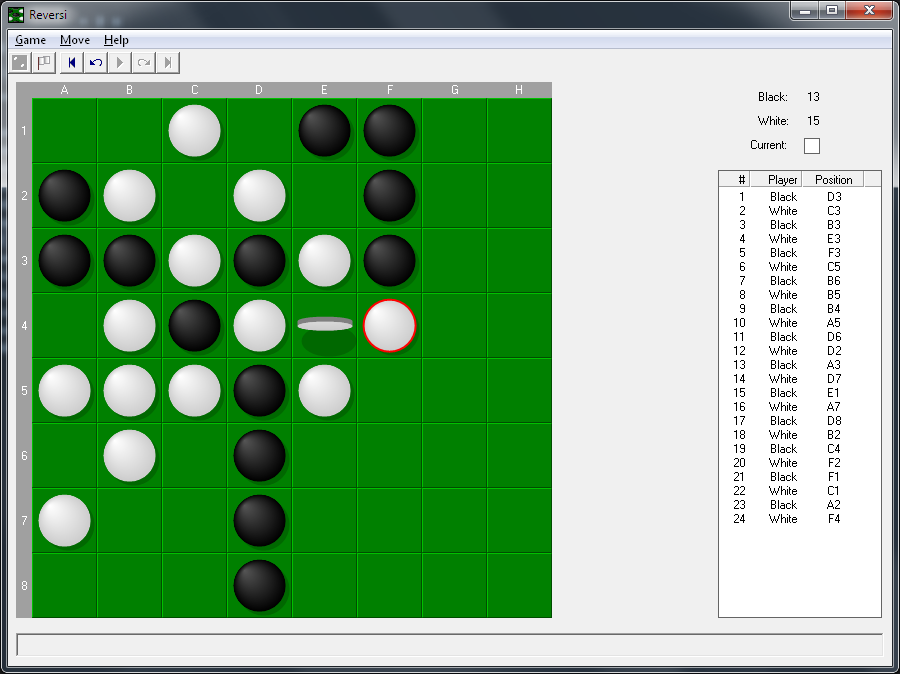 Reversi
Game Move Help
A B C D E F G H
1
2
3
4
5
6
7
8
Black: 13
White: 15
Current:
# Player Position
1 Black D3
2 White C3
3 Black B3
4 White E3
5 Black F3
6 White C5
7 Black B6
8 White B5
9 Black B4
10 White A5
11 Black D6
12 White D2
13 Black A3
14 White D7
15 Black E1
16 White A7
17 Black D8
18 White B2
19 Black C4
20 White F2
21 Black F1
22 White C1
23 Black A2
24 White F4